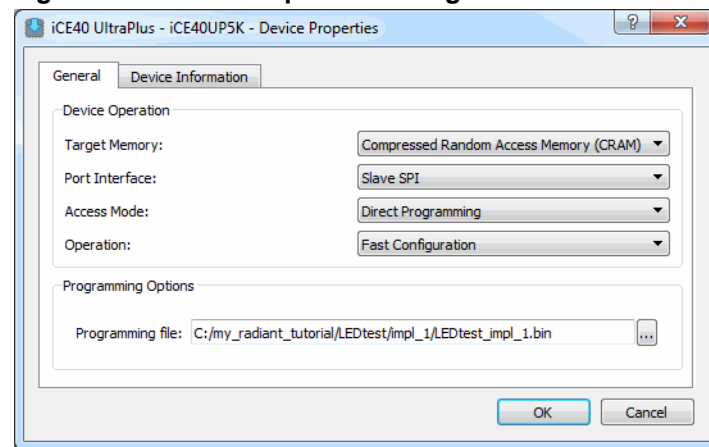 iCE40 UltraPlus - iCE40UP5K - Device Properties
General Device Information
Device Operation
Target Memory: Compressed Random Access Memory (CRAM)
Port Interface: Slave SPI
Access Mode: Direct Programming
Operation: Fast Configuration
Programming Options
Programming file: C:/my_radiant_tutorial/LEDtest/impl_1/LEDtest_impl_1.bin ...
OK Cancel